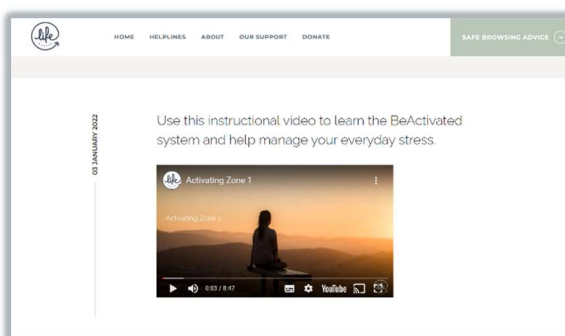 life
HOME HELPLINES ABOUT OUR SUPPORT DONATE
SAFE BROWSING ADVICE
03 JANUARY 2022
Use this instructional video to learn the BeActivated
system and help manage your everyday stress.
life
Activating Zone 1
Activating Zone 1
0:03 / 8:47
YouTube